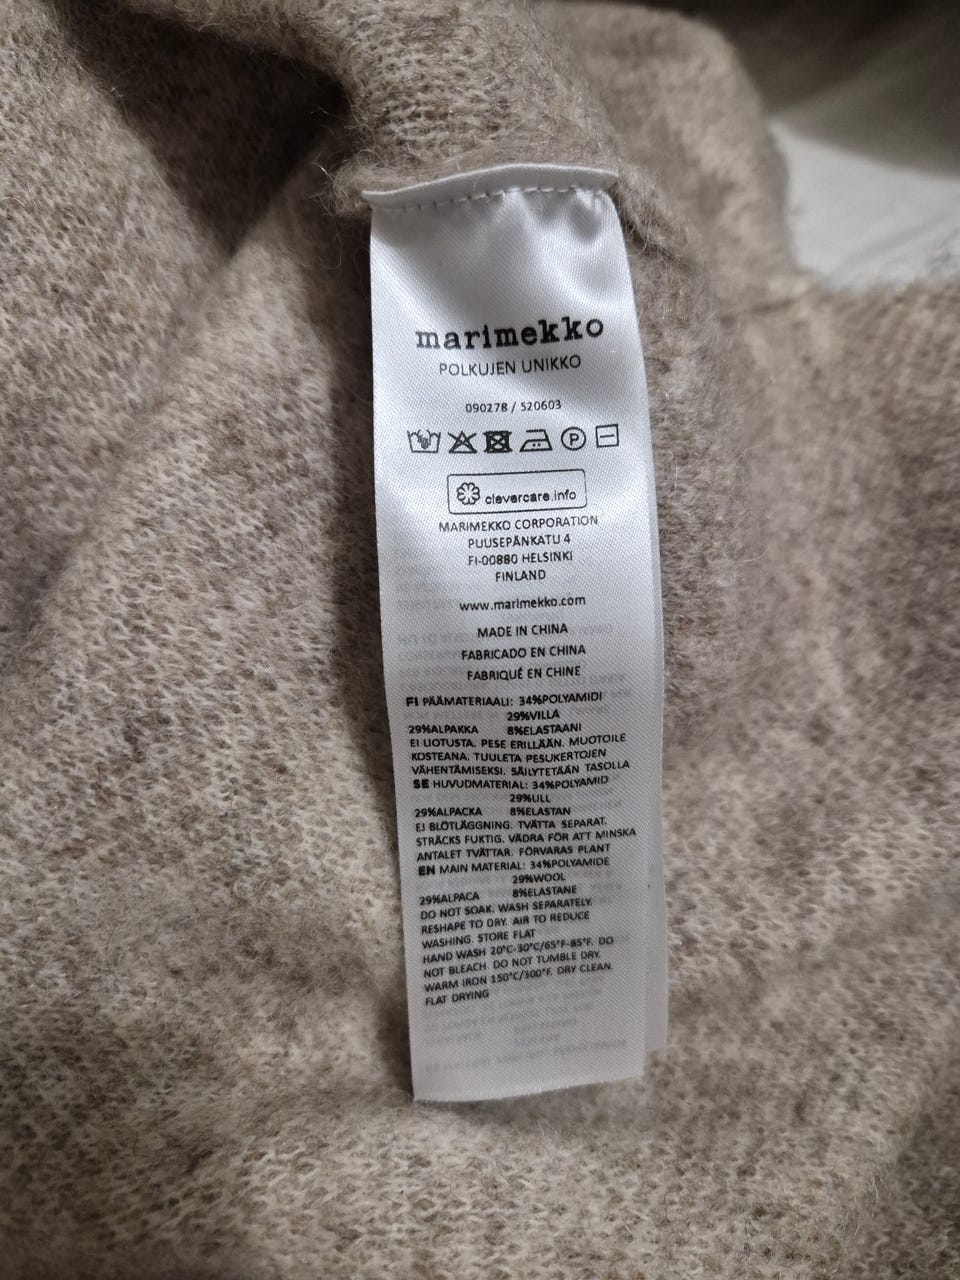 marimekko
POLKUJEN UNIKKO
090278 / 520603
P
clevercare.info
MARIMEKKO CORPORATION
PUUSEPÄNKATU 4
FI-00880 HELSINKI
FINLAND
www.marimekko.com
MADE IN CHINA
FABRICADO EN CHINA
FABRIQUÉ EN CHINE
FI PÄÄMATERIAALI: 34%POLYAMIDI
29%VILLA
29%ALPAKKA 8%ELASTAANI
EI LIOTUSTA. PESE ERILLÄÄN. MUOTOILE
KOSTEANA. TUULETA PESUKERTOJEN
VÄHENTÄMISEKSI. SÄILYTETÄÄN TASOLLA
SE HUVUDMATERIAL: 34%POLYAMID
29%ULL
29%ALPACKA 8%ELASTAN
EJ BLÖTLÄGGNING. TVÄTTA SEPARAT.
STRÄCKS FUKTIG. VÄDRA FÖR ATT MINSKA
ANTALET TVÄTTAR. FÖRVARAS PLANT
EN MAIN MATERIAL: 34%POLYAMIDE
29%WOOL
29%ALPACA 8%ELASTANE
DO NOT SOAK. WASH SEPARATELY.
RESHAPE TO DRY. AIR TO REDUCE
WASHING. STORE FLAT
HAND WASH 20°C-30°C/65°F-85°F. DO
NOT BLEACH. DO NOT TUMBLE DRY.
WARM IRON 150°C/300°F. DRY CLEAN.
FLAT DRYING